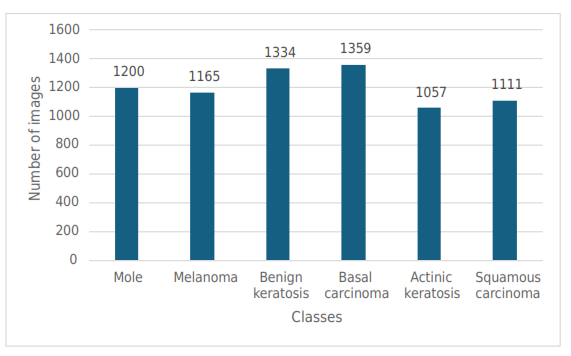 1600
1400
1200
1000
800
600
400
200
0
Number of images
1200
1165
1334
1359
1057
1111
Mole
Melanoma
Benign
keratosis
Basal
carcinoma
Actinic
keratosis
Squamous
carcinoma
Classes